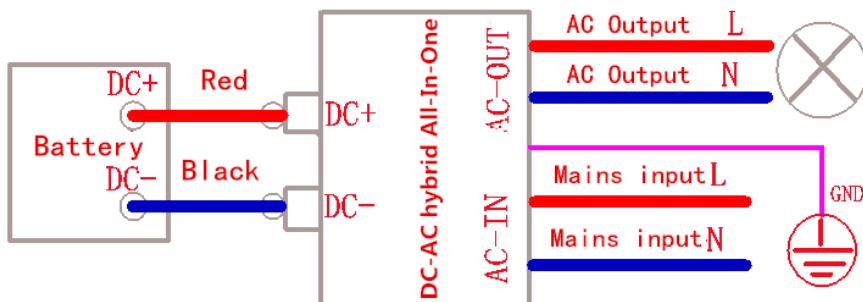 DC+
Battery
DC-
Red
Black
DC+
DC-
DC-AC hybrid All-In-One
AC-OUT
AC-IN
AC Output L
AC Output N
Mains input L
Mains input N
GND